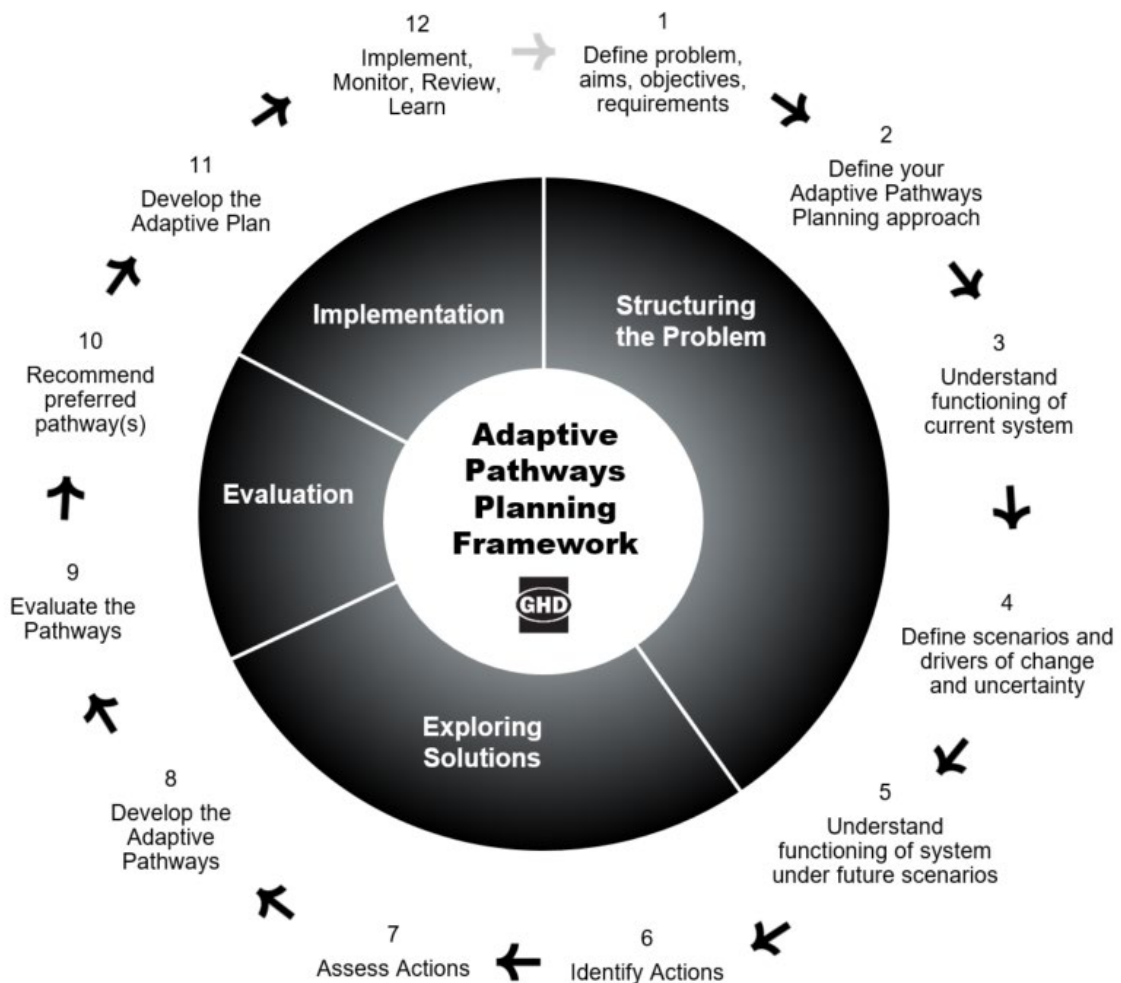 12
Implement,
Monitor, Review,
Learn
1
Define problem,
aims, objectives,
requirements
2
Define your
Adaptive Pathways
Planning approach
3
Understand
functioning of
current system
4
Define scenarios and
drivers of change
and uncertainty
5
Understand
functioning of system
under future scenarios
6
Identify Actions
7
Assess Actions
8
Develop the
Adaptive
Pathways
9
Evaluate the
Pathways
10
Recommend
preferred
pathway(s)
11
Develop the
Adaptive Plan
Structuring
the Problem
Exploring
Solutions
Evaluation
Implementation
Adaptive
Pathways
Planning
Framework
GHD